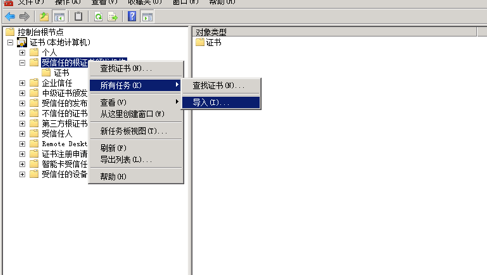 文件(F) 操作(A) 查看(V) 收藏夹(O) 窗口(W) 帮助(H)
控制台根节点
证书(本地计算机)
个人
受信任的根证书
证书
企业信任
中级证书颁发
受信任的发布
不信任的证书
第三方根证书
受信任人
Remote Deskt
证书注册申请
智能卡受信任
受信任的设备
查找证书(N)...
所有任务(K)
查看(V)
从这里创建窗口(W)
新任务板视图(T)...
刷新(F)
导出列表(L)...
帮助(H)
查找证书(N)...
导入(I)...
对象类型
证书